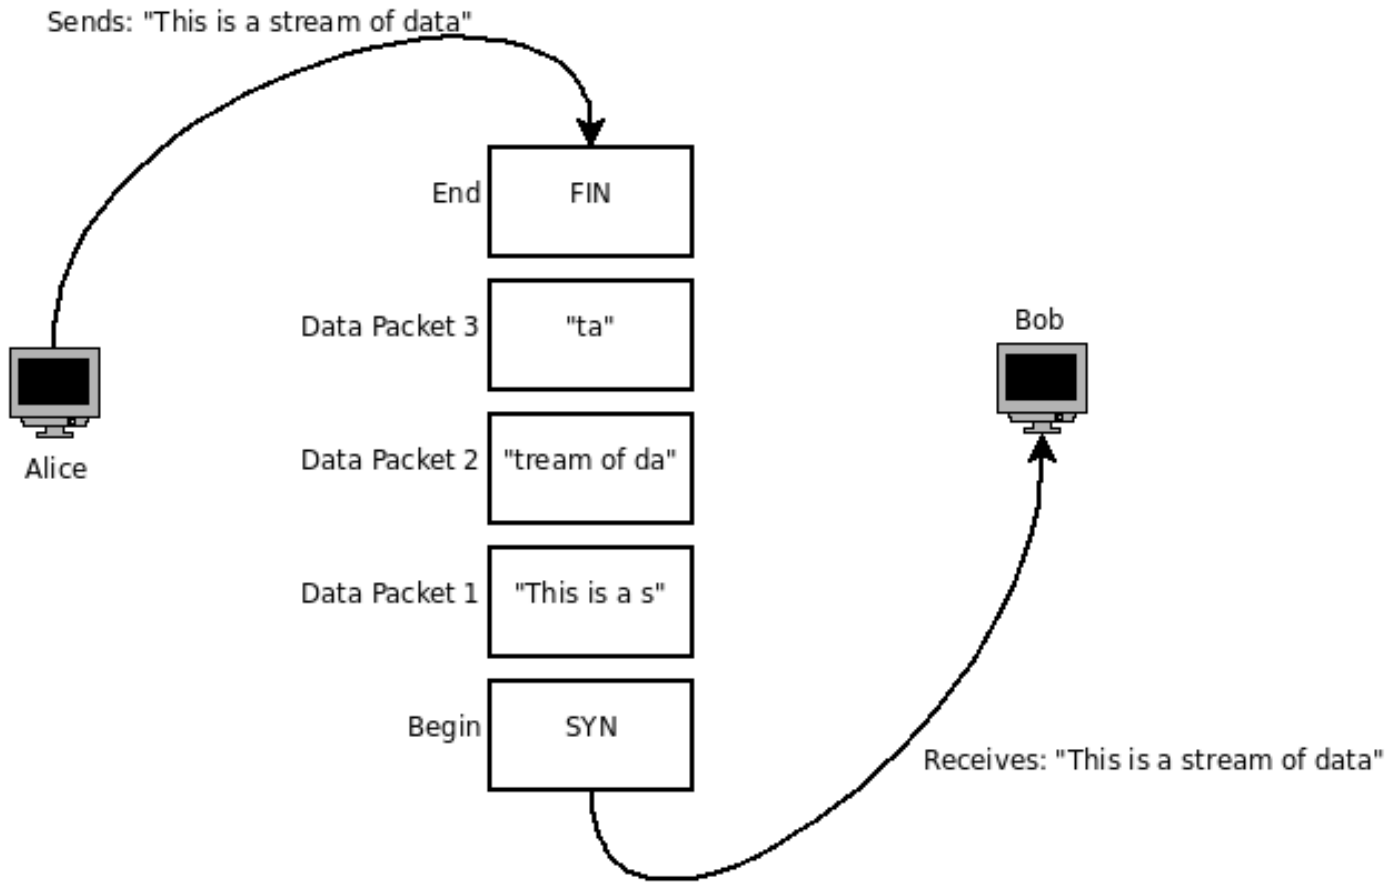 Sends: "This is a stream of data"
End
FIN
Data Packet 3
"ta"
Bob
Data Packet 2
"tream of da"
Alice
Data Packet 1
"This is a s"
Begin
SYN
Receives: "This is a stream of data"